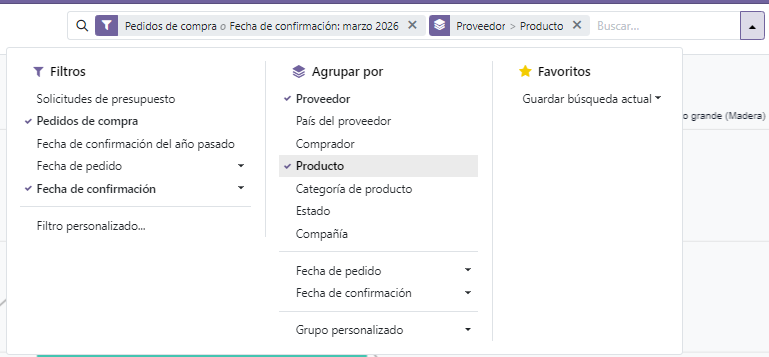 Pedidos de compra o Fecha de confirmación: marzo 2026 Proveedor > Producto Buscar...
Filtros
Solicitudes de presupuesto
Pedidos de compra
Fecha de confirmación del año pasado
Fecha de pedido
Fecha de confirmación
Filtro personalizado...
Agrupar por
Proveedor
País del proveedor
Comprador
Producto
Categoría de producto
Estado
Compañía
Fecha de pedido
Fecha de confirmación
Grupo personalizado
Favoritos
Guardar búsqueda actual
o grande (Madera)